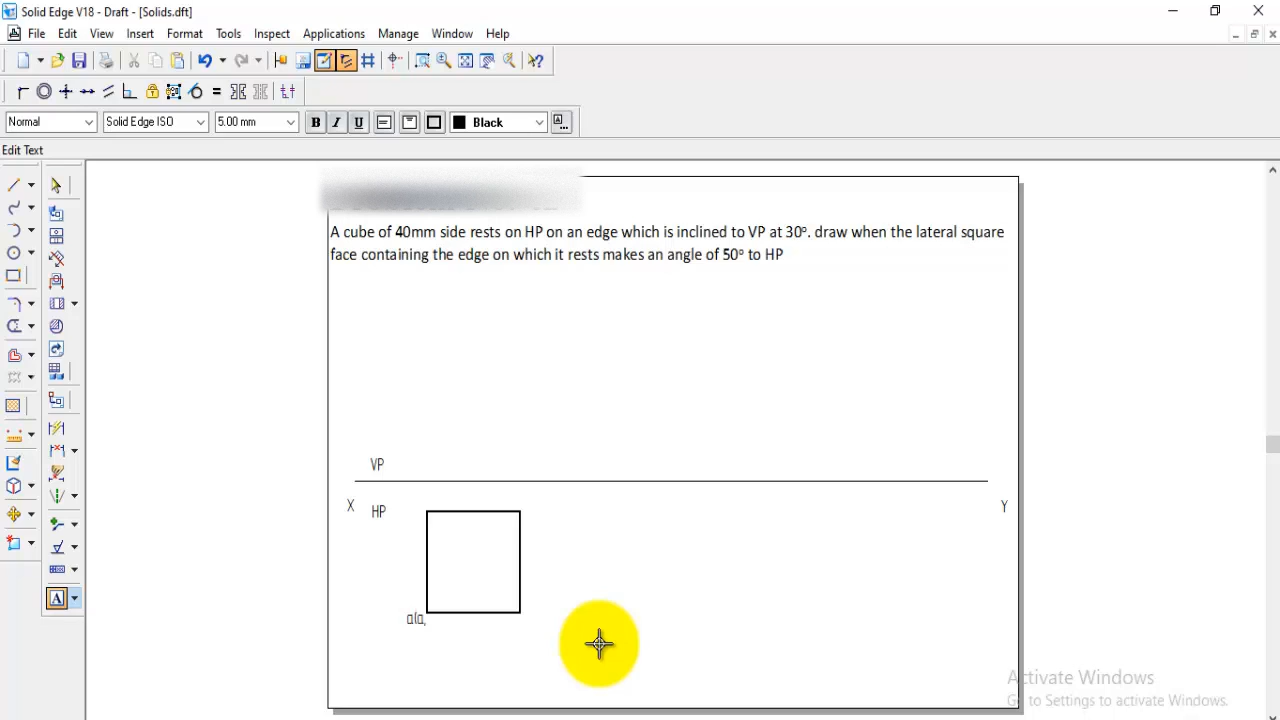 Solid Edge V18 - Draft - [Solids.dft]
File Edit View Insert Format Tools Inspect Applications Manage Window Help
Normal Solid Edge ISO 5.00 mm B I U Black A
Edit Text
A cube of 40mm side rests on HP on an edge which is inclined to VP at 30º. draw when the lateral square
face containing the edge on which it rests makes an angle of 50º to HP
VP
X HP Y
a(a,
A
Activate Windows
Go to Settings to activate Windows.